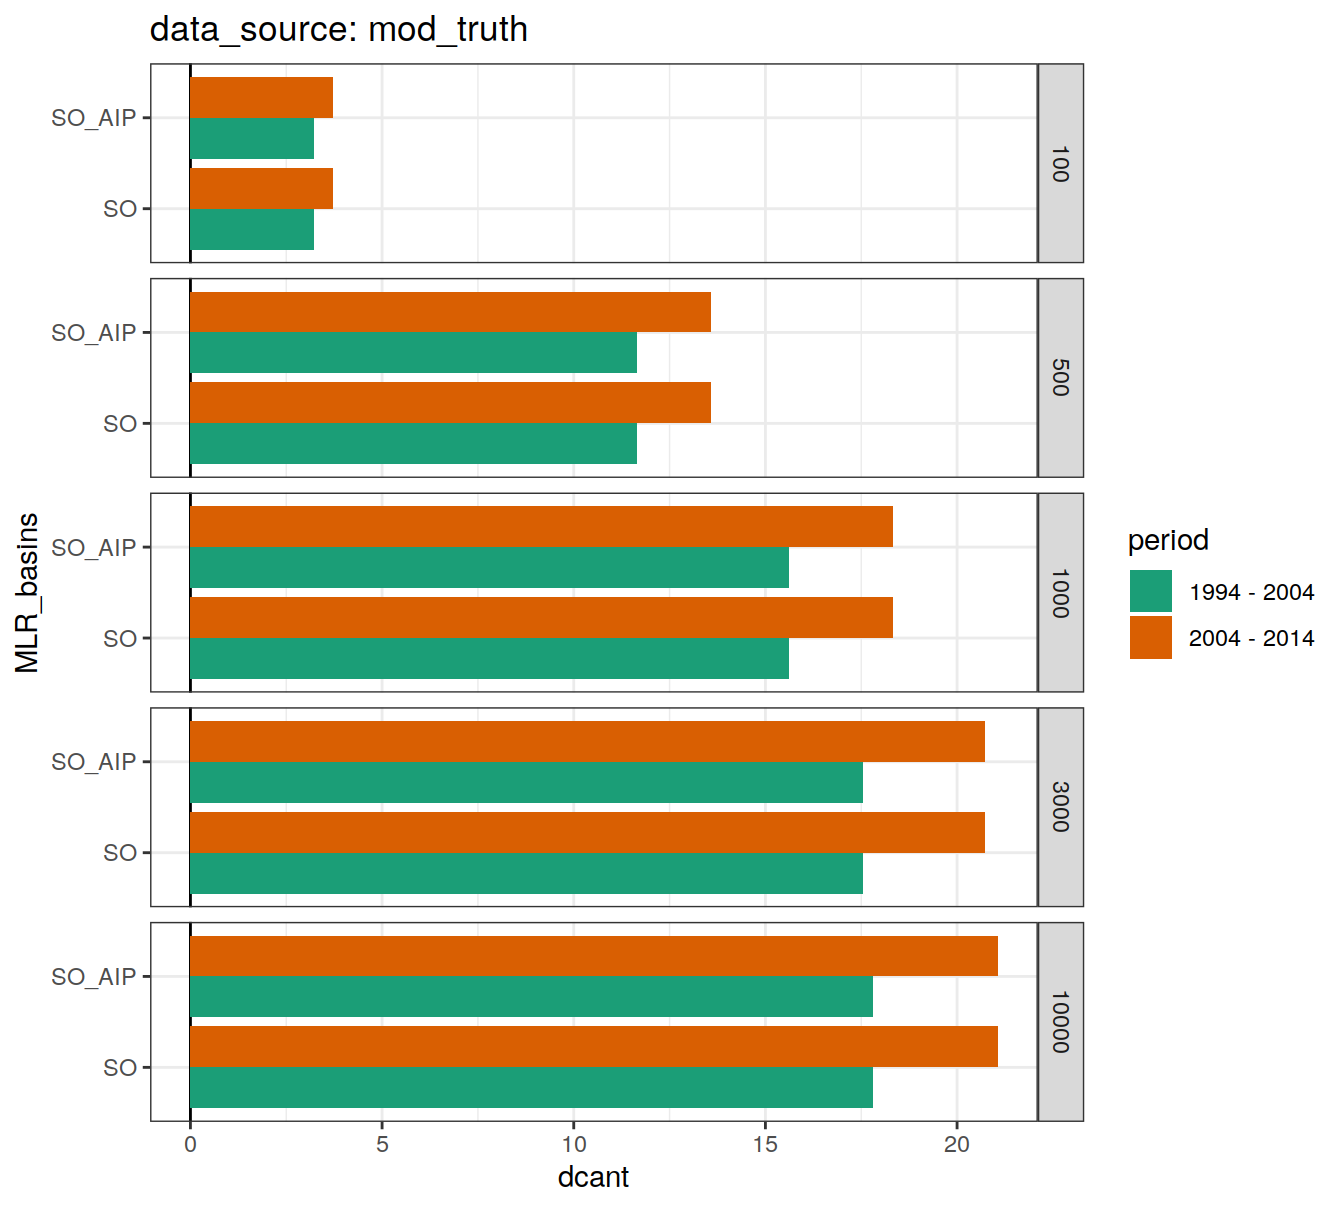 data_source: mod_truth
SO_AIP
SO
100
SO_AIP
SO
500
SO_AIP
SO
1000
SO_AIP
SO
3000
SO_AIP
SO
10000
MLR_basins
0 5 10 15 20
dcant
period
1994 - 2004
2004 - 2014